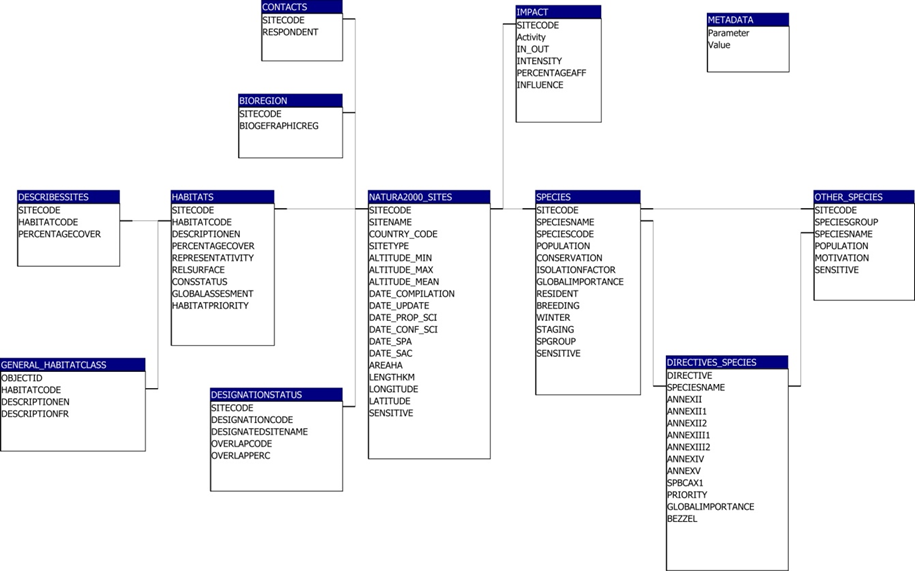 CONTACTS
SITECODE
RESPONDENT
IMPACT
SITECODE
Activity
IN_OUT
INTENSITY
PERCENTAGEAFF
INFLUENCE
METADATA
Parameter
Value
BIOREGION
SITECODE
BIOGEFRAPHICREG
DESCRIBESSITES
SITECODE
HABITATCODE
PERCENTAGECOVER
HABITATS
SITECODE
HABITATCODE
DESCRIPTIONEN
PERCENTAGECOVER
REPRESENTATIVITY
RELSURFACE
CONSSTATUS
GLOBALASSESMENT
HABITATPRIORITY
NATURA2000_SITES
SITECODE
SITENAME
COUNTRY_CODE
SITETYPE
ALTITUDE_MIN
ALTITUDE_MAX
ALTITUDE_MEAN
DATE_COMPILATION
DATE_UPDATE
DATE_PROP_SCI
DATE_CONF_SCI
DATE_SPA
DATE_SAC
AREAHA
LENGTHKM
LONGITUDE
LATITUDE
SENSITIVE
SPECIES
SITECODE
SPECIESNAME
SPECIESCODE
POPULATION
CONSERVATION
ISOLATIONFACTOR
GLOBALIMPORTANCE
RESIDENT
BREEDING
WINTER
STAGING
SPGROUP
SENSITIVE
OTHER_SPECIES
SITECODE
SPECIESGROUP
SPECIESNAME
POPULATION
MOTIVATION
SENSITIVE
GENERAL_HABITATCLASS
OBJECTID
HABITATCODE
DESCRIPTIONEN
DESCRIPTIONFR
DESIGNATIONSTATUS
SITECODE
DESIGNATIONCODE
DESIGNATEDSITENAME
OVERLAPCODE
OVERLAPPERC
DIRECTIVES_SPECIES
DIRECTIVE
SPECIESNAME
ANNEXII
ANNEXII1
ANNEXII2
ANNEXIII1
ANNEXIII2
ANNEXIV
ANNEXV
SPBCAX1
PRIORITY
GLOBALIMPORTANCE
BEZZEL